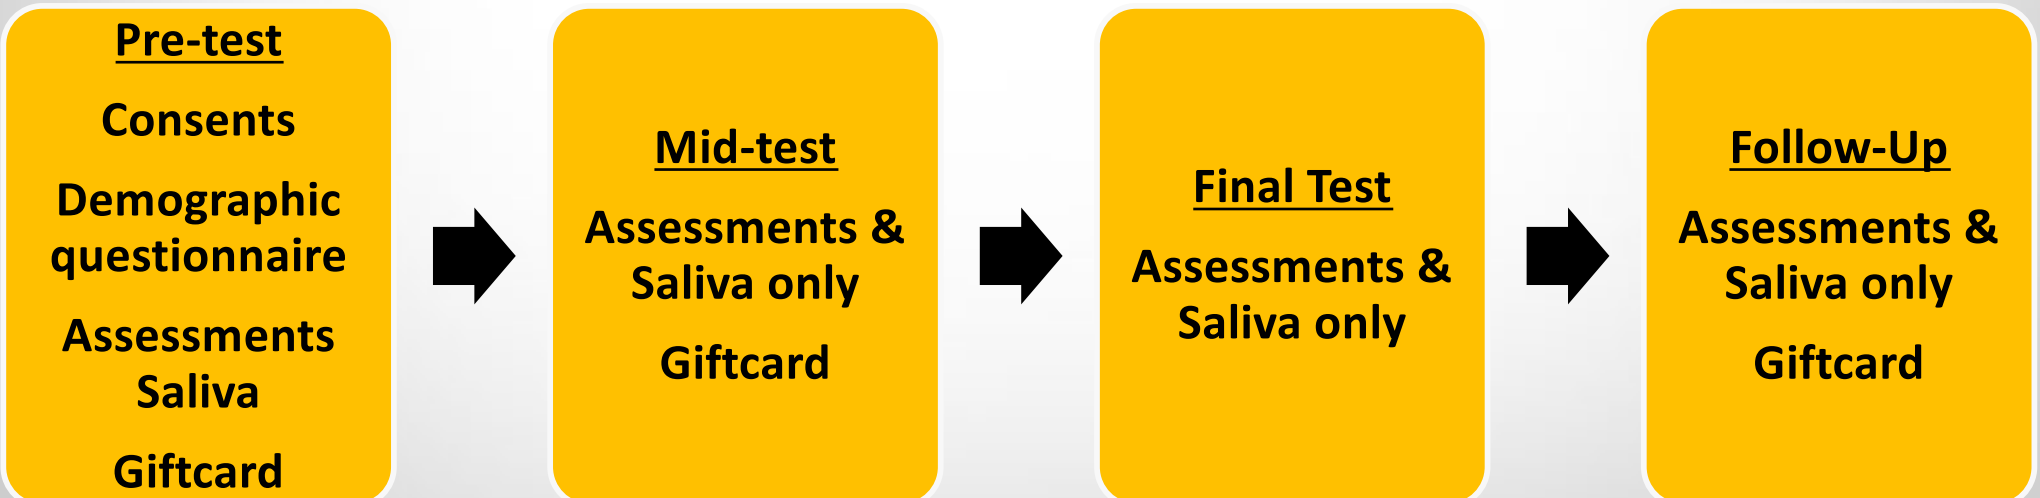 Pre-test
Consents
Demographic
questionnaire
Assessments
Saliva
Giftcard
Mid-test
Assessments &
Saliva only
Giftcard
Final Test
Assessments &
Saliva only
Follow-Up
Assessments &
Saliva only
Giftcard